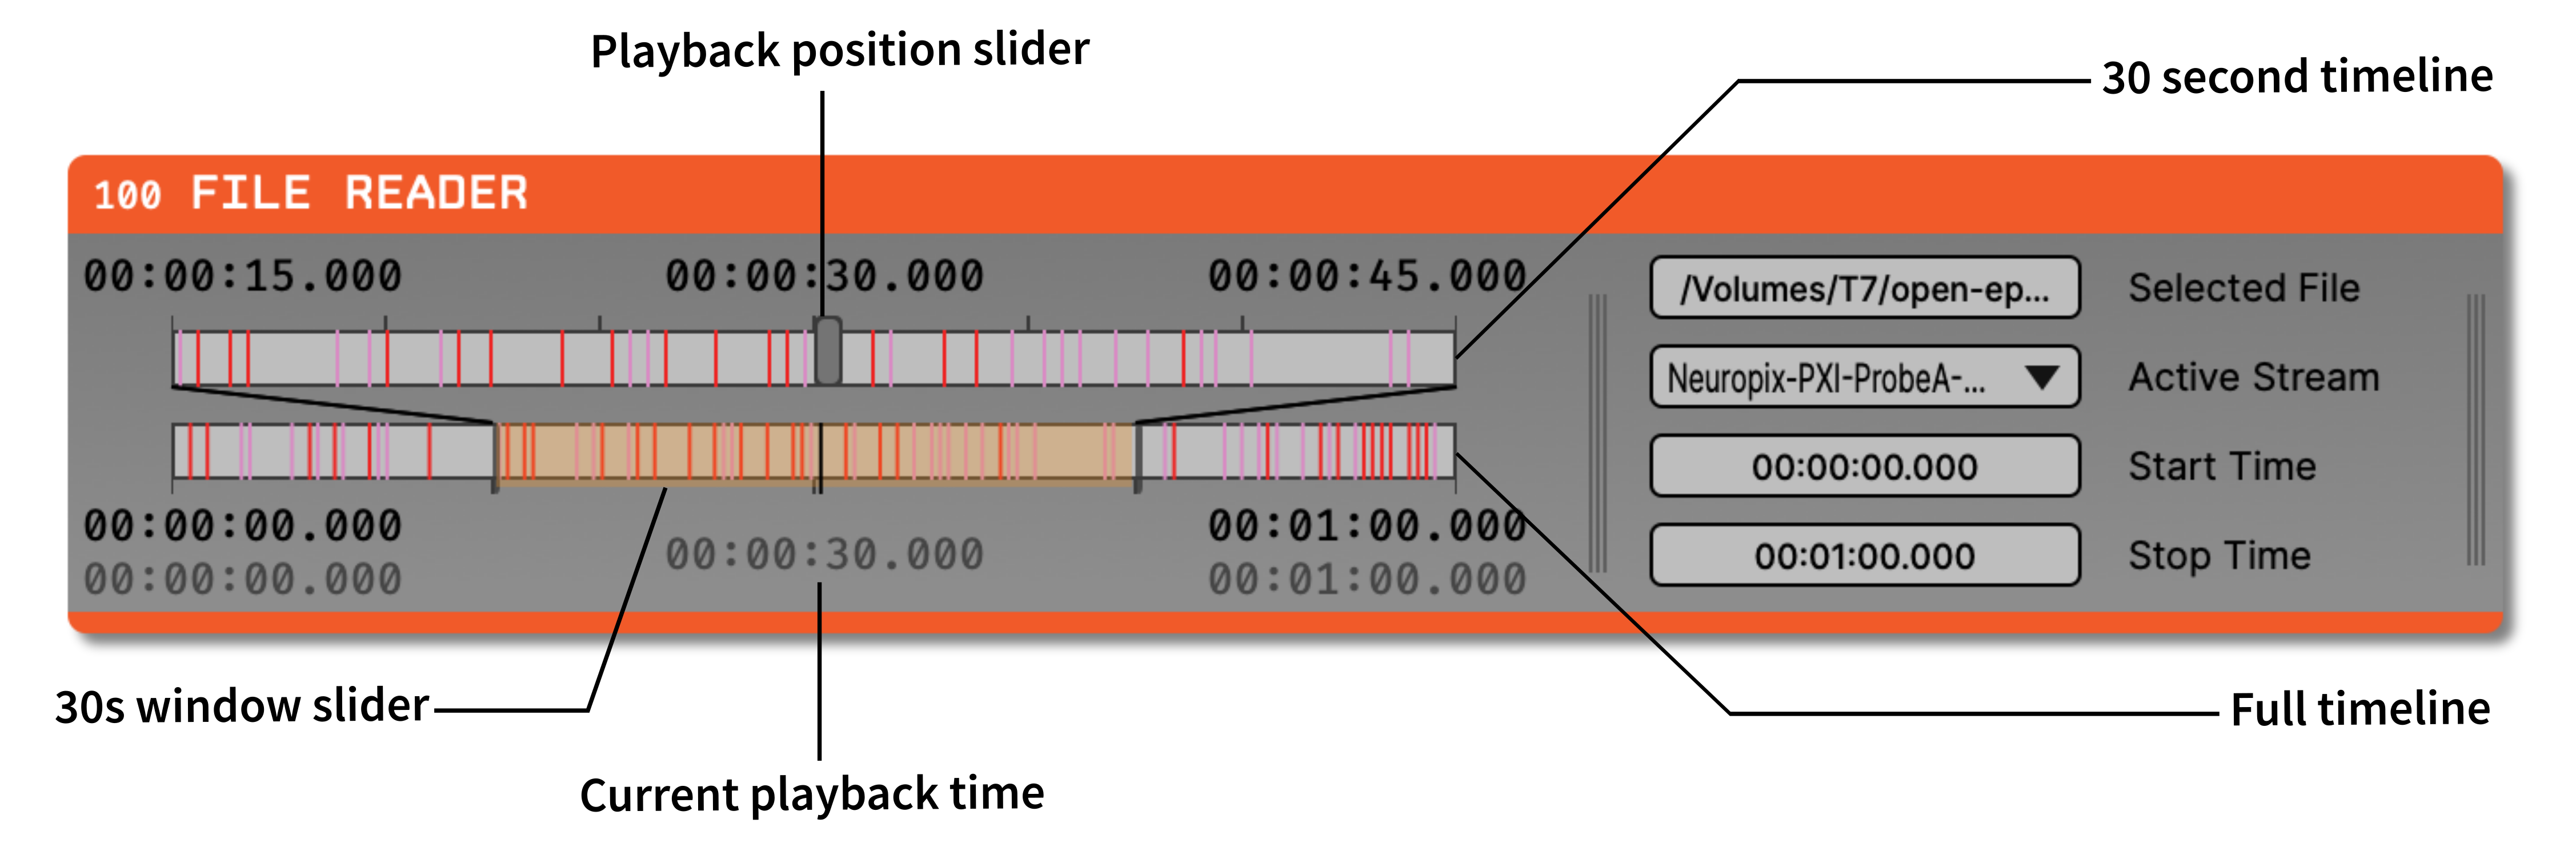 Playback position slider
30 second timeline
100 FILE READER
00:00:15.000 00:00:30.000 00:00:45.000
/Volumes/T7/open-ep... Selected File
Neuropix-PXI-ProbeA-... Active Stream
00:00:00.000 Start Time
00:01:00.000 Stop Time
00:00:00.000 00:01:00.000
00:00:30.000
00:00:00.000 00:01:00.000
30s window slider
Full timeline
Current playback time